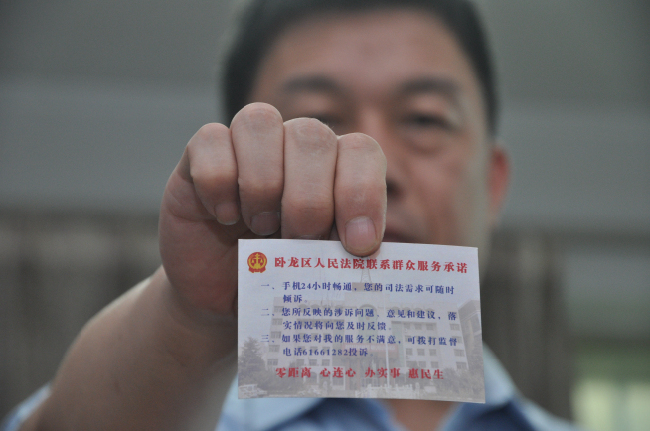 卧龙区人民法院联系群众服务承诺
一、手机24小时畅通，您的司法需求可随时
倾诉。
二、您所反映的涉诉问题、意见和建议，落
实情况将向您及时反馈。
三、如果您对我的服务不满意，可拨打监督
电话61661282投诉。
零距离 心连心 办实事 惠民生